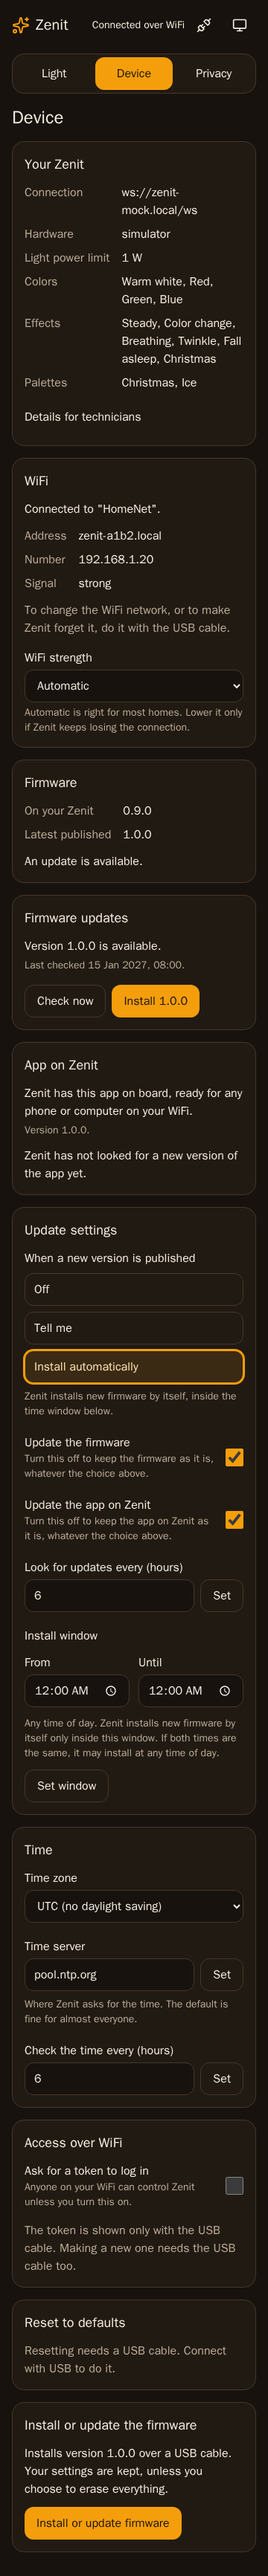 Zenit
Connected over WiFi
Light
Device
Privacy
Device
Your Zenit
Connection
ws://zenit-
mock.local/ws
Hardware
simulator
Light power limit
1 W
Colors
Warm white, Red,
Green, Blue
Effects
Steady, Color change,
Breathing, Twinkle, Fall
asleep, Christmas
Palettes
Christmas, Ice
Details for technicians
WiFi
Connected to "HomeNet".
Address
zenit-a1b2.local
Number
192.168.1.20
Signal
strong
To change the WiFi network, or to make
Zenit forget it, do it with the USB cable.
WiFi strength
Automatic
Automatic is right for most homes. Lower it only
if Zenit keeps losing the connection.
Firmware
On your Zenit
0.9.0
Latest published
1.0.0
An update is available.
Firmware updates
Version 1.0.0 is available.
Last checked 15 Jan 2027, 08:00.
Check now
Install 1.0.0
App on Zenit
Zenit has this app on board, ready for any
phone or computer on your WiFi.
Version 1.0.0.
Zenit has not looked for a new version of
the app yet.
Update settings
When a new version is published
Off
Tell me
Install automatically
Zenit installs new firmware by itself, inside the
time window below.
Update the firmware
Turn this off to keep the firmware as it is,
whatever the choice above.
Update the app on Zenit
Turn this off to keep the app on Zenit as
it is, whatever the choice above.
Look for updates every (hours)
6
Set
Install window
From
Until
12:00 AM
12:00 AM
Any time of day. Zenit installs new firmware by
itself only inside this window. If both times are
the same, it may install at any time of day.
Set window
Time
Time zone
UTC (no daylight saving)
Time server
pool.ntp.org
Set
Where Zenit asks for the time. The default is
fine for almost everyone.
Check the time every (hours)
6
Set
Access over WiFi
Ask for a token to log in
Anyone on your WiFi can control Zenit
unless you turn this on.
The token is shown only with the USB
cable. Making a new one needs the USB
cable too.
Reset to defaults
Resetting needs a USB cable. Connect
with USB to do it.
Install or update the firmware
Installs version 1.0.0 over a USB cable.
Your settings are kept, unless you
choose to erase everything.
Install or update firmware